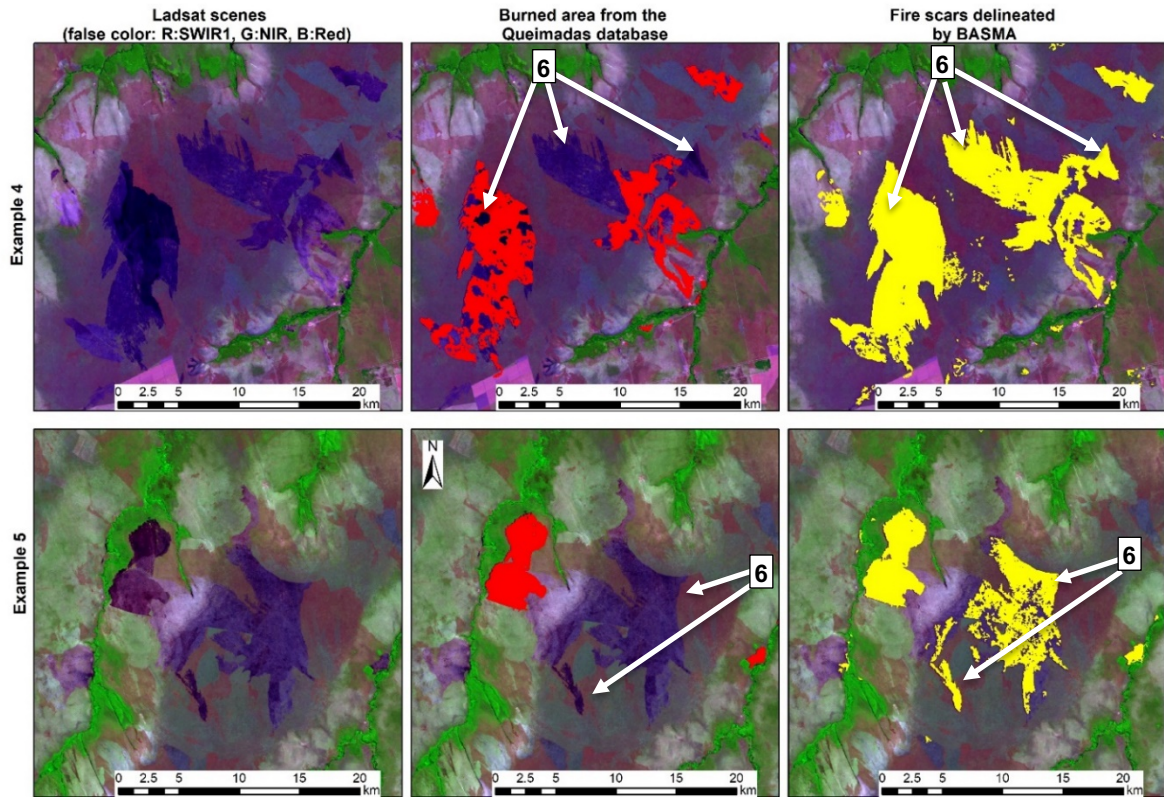 Ladsat scenes
(false color: R:SWIR1, G:NIR, B:Red)
Burned area from the
Queimadas database
Fire scars delineated
by BASMA
Example 4
6
6
0 2.5 5 10 15 20
km
0 2.5 5 10 15 20
km
0 2.5 5 10 15 20
km
Example 5
N
6
6
0 2.5 5 10 15 20
km
0 2.5 5 10 15 20
km
0 2.5 5 10 15 20
km